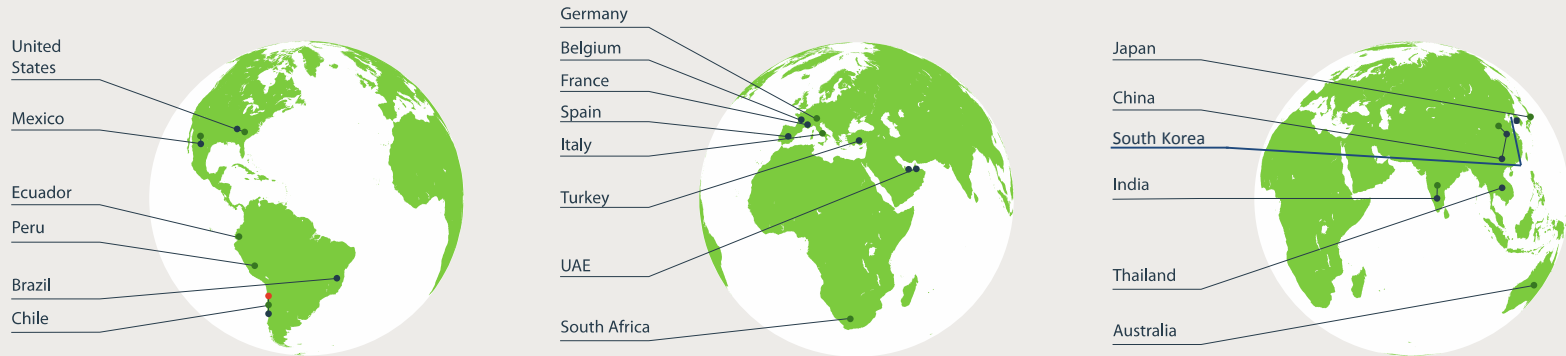 United
States
Mexico
Ecuador
Peru
Brazil
Chile
Germany
Belgium
France
Spain
Italy
Turkey
UAE
South Africa
Japan
China
South Korea
India
Thailand
Australia